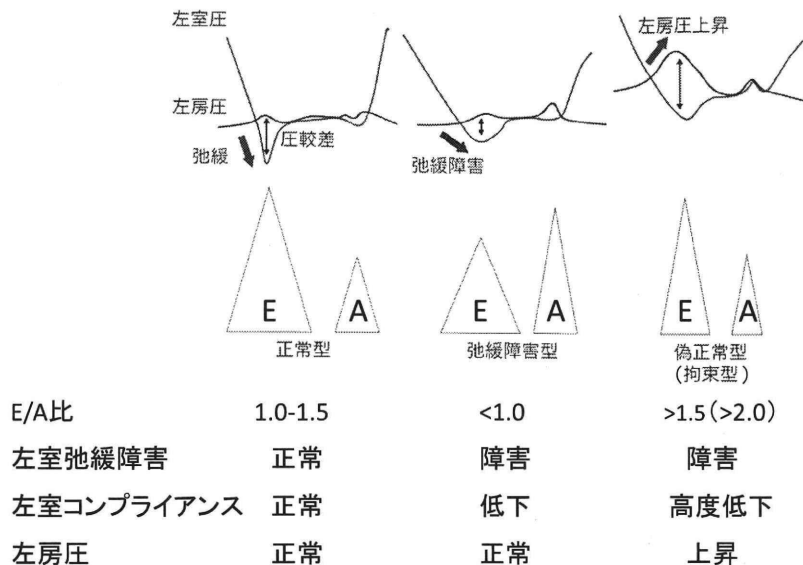 左室圧
左房圧
弛緩
圧較差
弛緩障害
左房圧上昇
E A
E A
E A
正常型
弛緩障害型
偽正常型
(拘束型)
E/A比 1.0-1.5 <1.0 >1.5(>2.0)
左室弛緩障害 正常 障害 障害
左室コンプライアンス 正常 低下 高度低下
左房圧 正常 正常 上昇